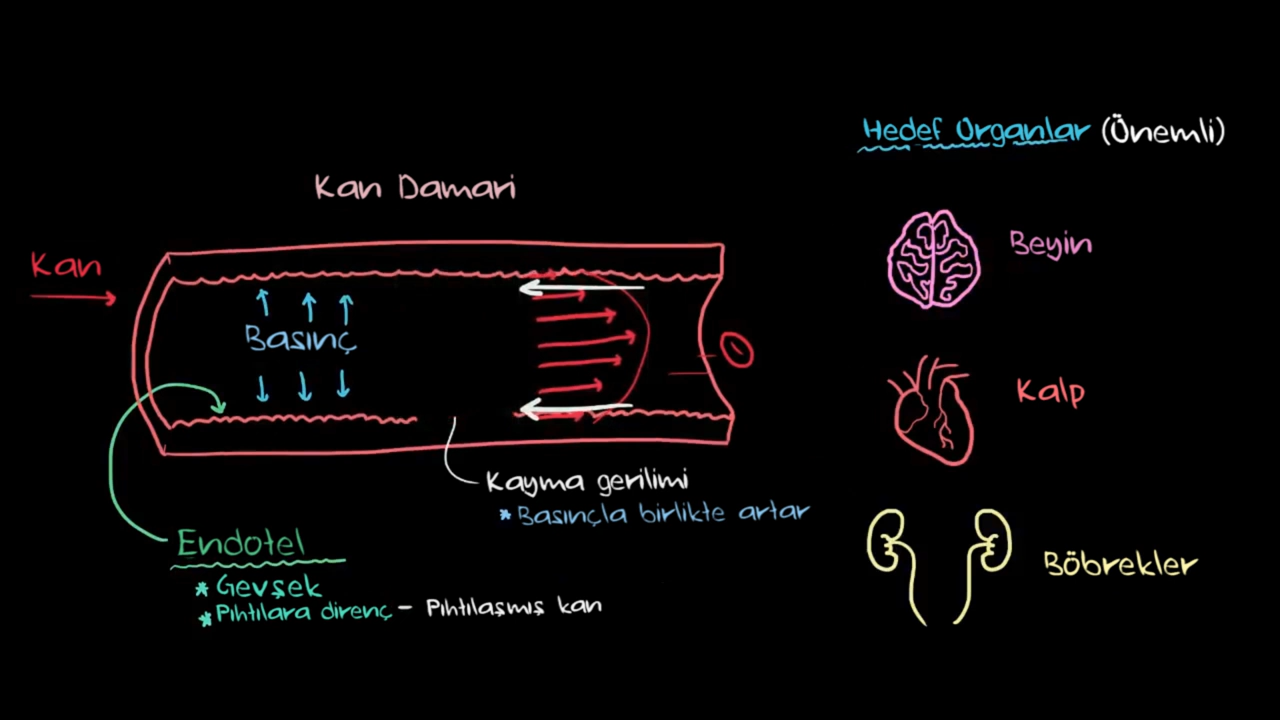 Hedef Organlar (Önemli)
Kan Damari
Kan
Basınç
Beyin
Kalp
Kayma gerilimi
* Basınçla birlikte artar
Endotel
* Gevşek
* Pıhtılara direnç - Pıhtılaşmış kan
Böbrekler